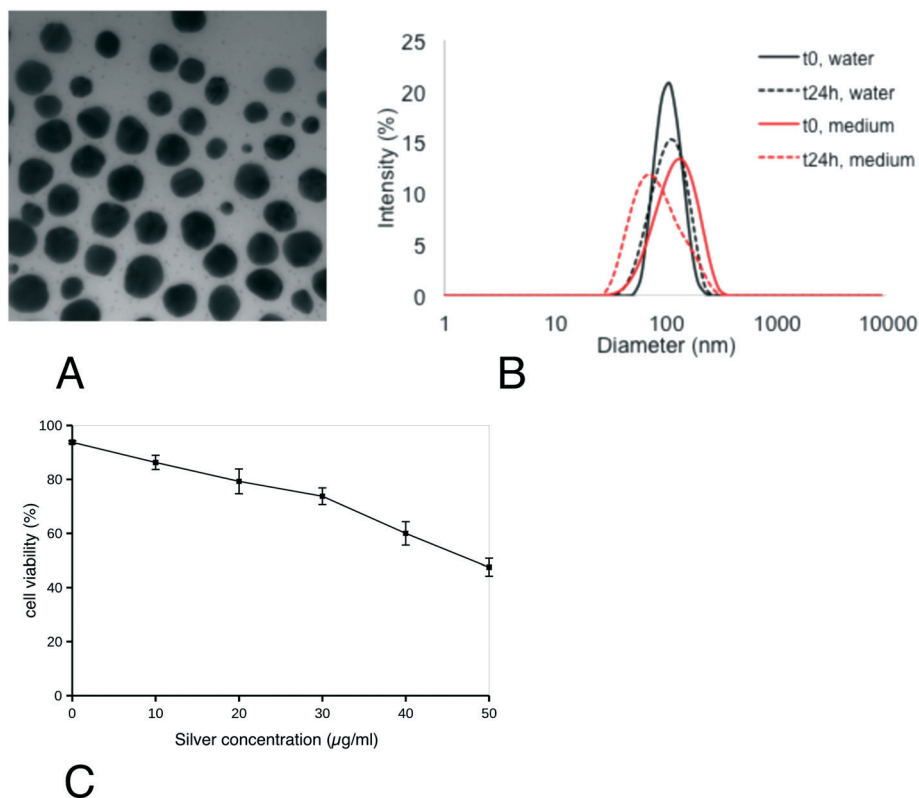 25
20
15
10
5
0
Intensity (%)
1 10 100 1000 10000
Diameter (nm)
t0, water
t24h, water
t0, medium
t24h, medium
A
B
100
80
60
40
20
0
cell viability (%)
0 10 20 30 40 50
Silver concentration (µg/ml)
C